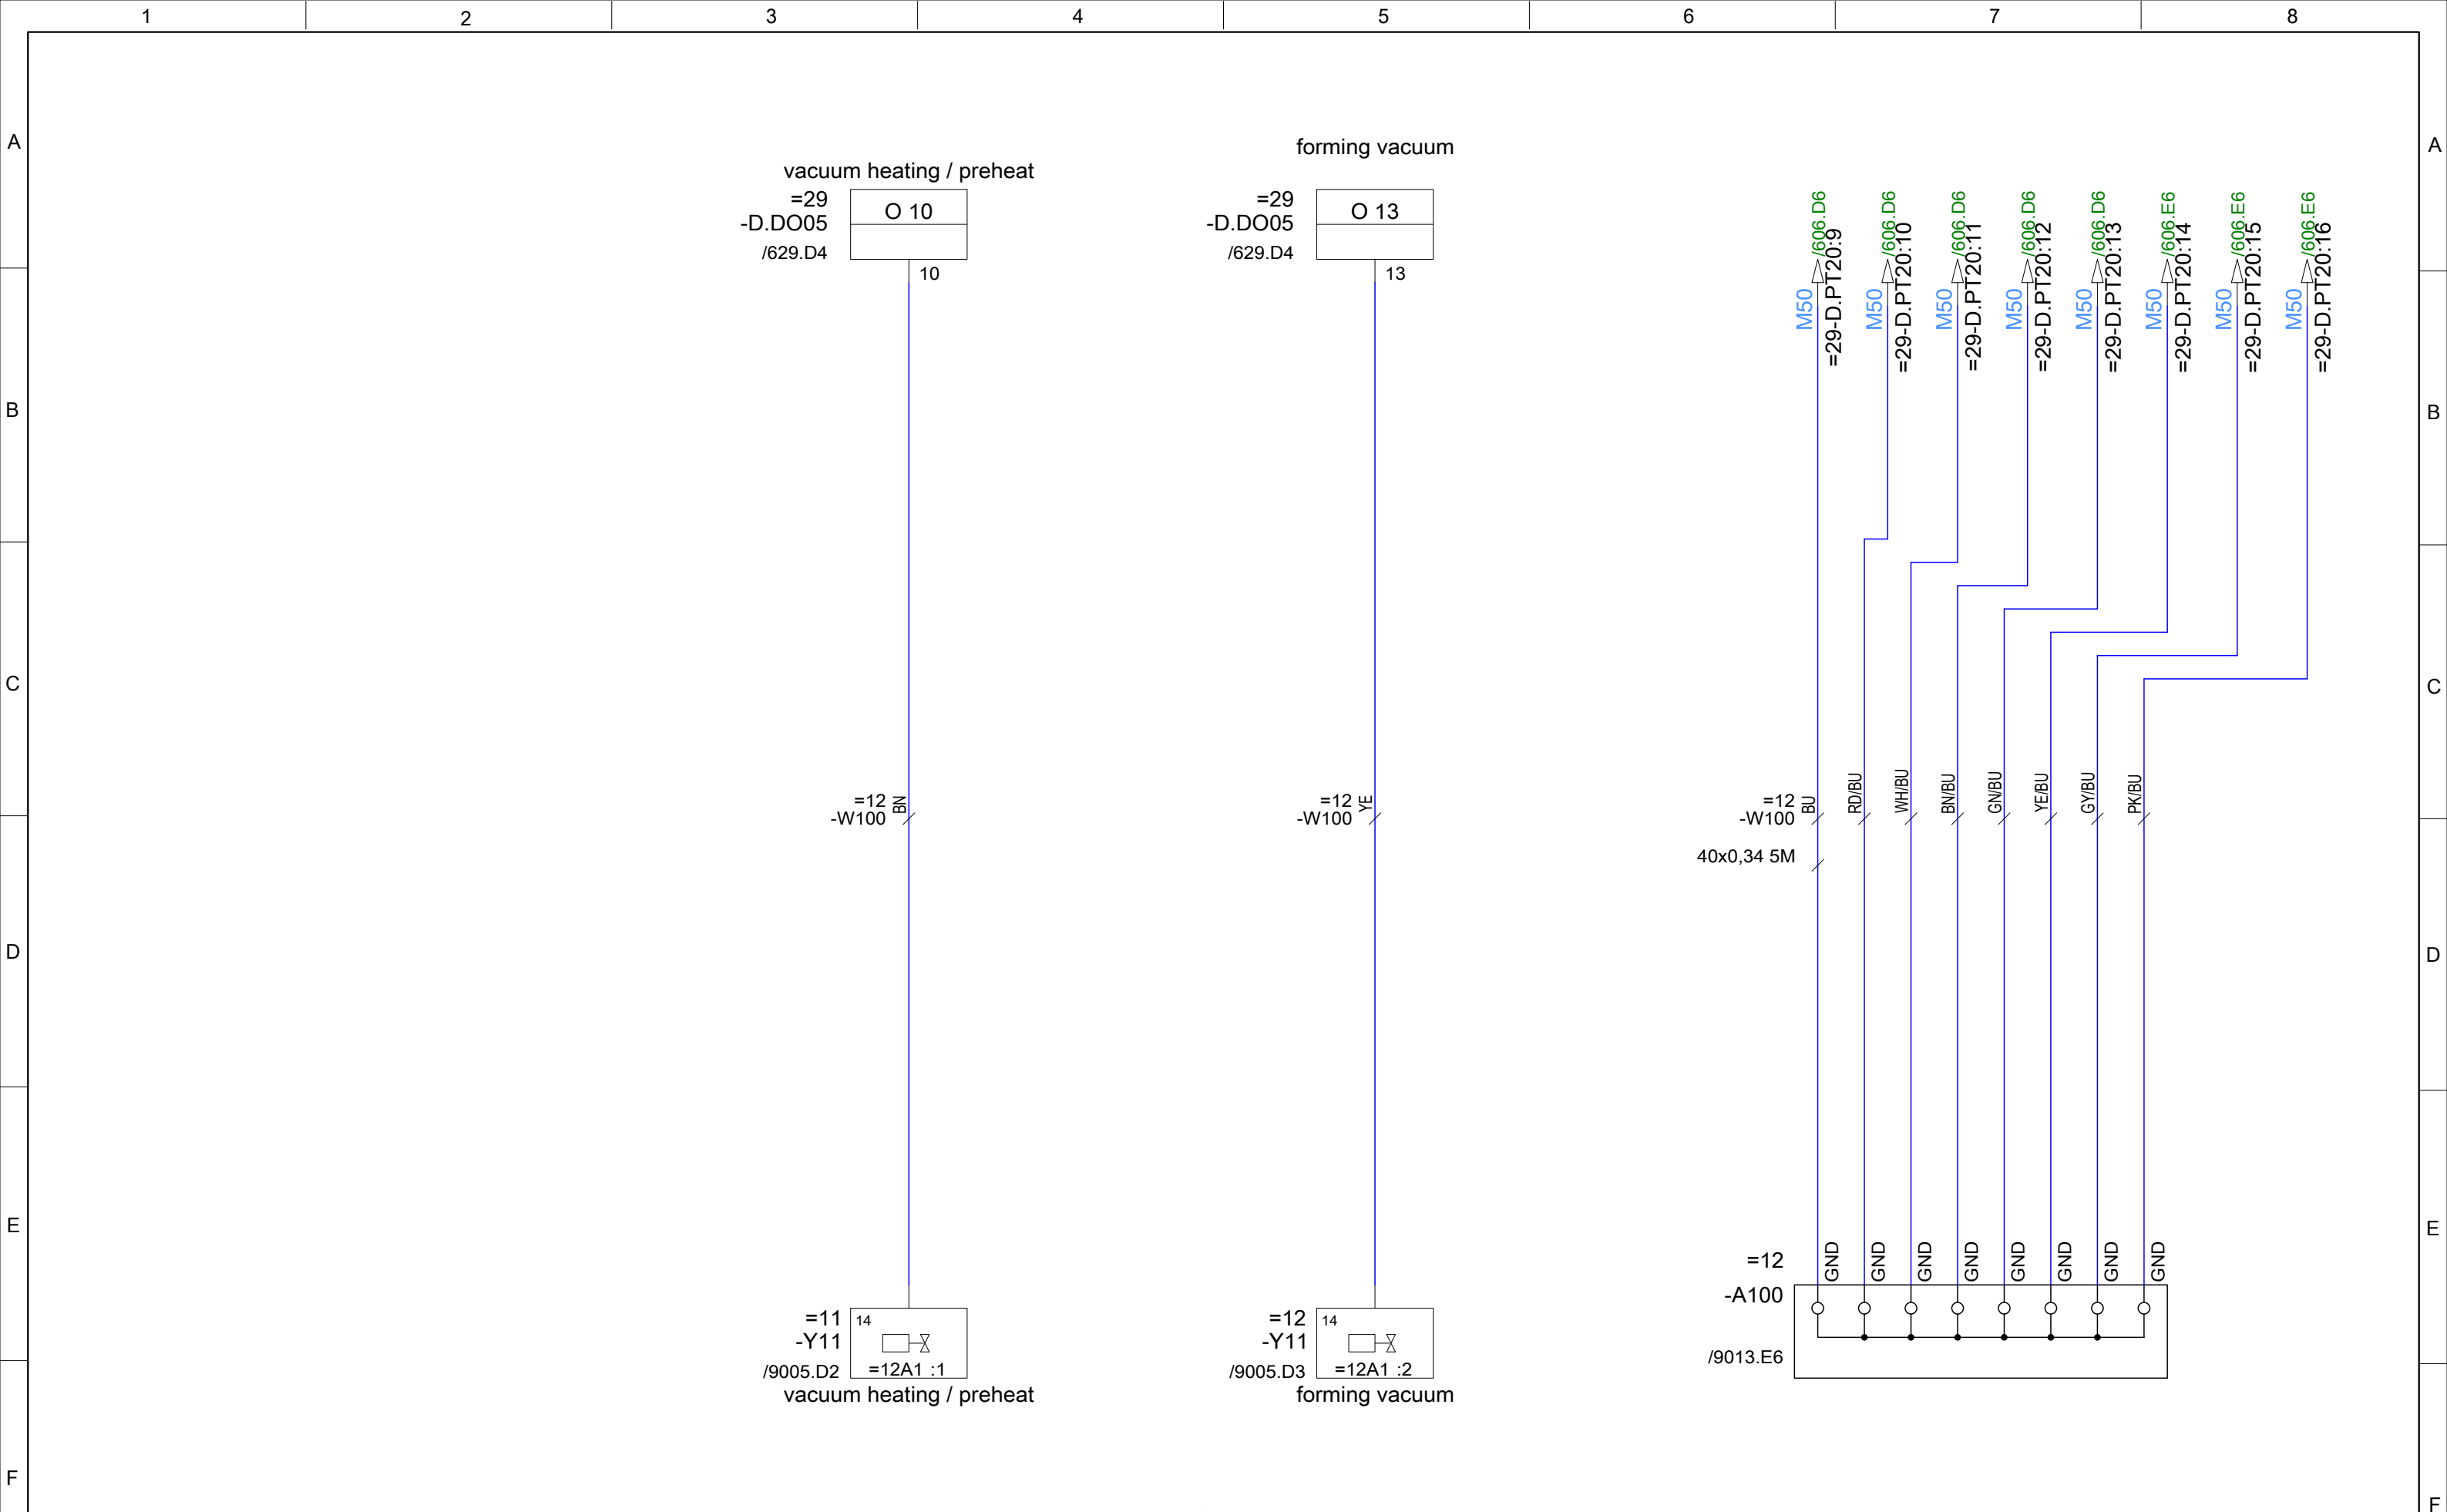 1 2 3 4 5 6 7 8
A A
forming vacuum
vacuum heating / preheat
=29
-D.DO05
/629.D4
O 10
10
=29
-D.DO05
/629.D4
O 13
13
/606.D6 /606.D6 /606.D6 /606.D6 /606.D6 /606.E6 /606.E6 /606.E6
M50 M50 M50 M50 M50 M50 M50 M50
=29-D.PT20:9
=29-D.PT20:10
=29-D.PT20:11
=29-D.PT20:12
=29-D.PT20:13
=29-D.PT20:14
=29-D.PT20:15
=29-D.PT20:16
B B
C C
=12
-W100
BN
=12
-W100
YE
=12
-W100
BU RD/BU WH/BU BN/BU GN/BU YE/BU GY/BU PK/BU
40x0,34 5M
D D
E E
GND GND GND GND GND GND GND GND
=12
-A100
/9013.E6
=11
-Y11
/9005.D2
14
=12A1 :1
vacuum heating / preheat
=12
-Y11
/9005.D3
14
=12A1 :2
forming vacuum
F F